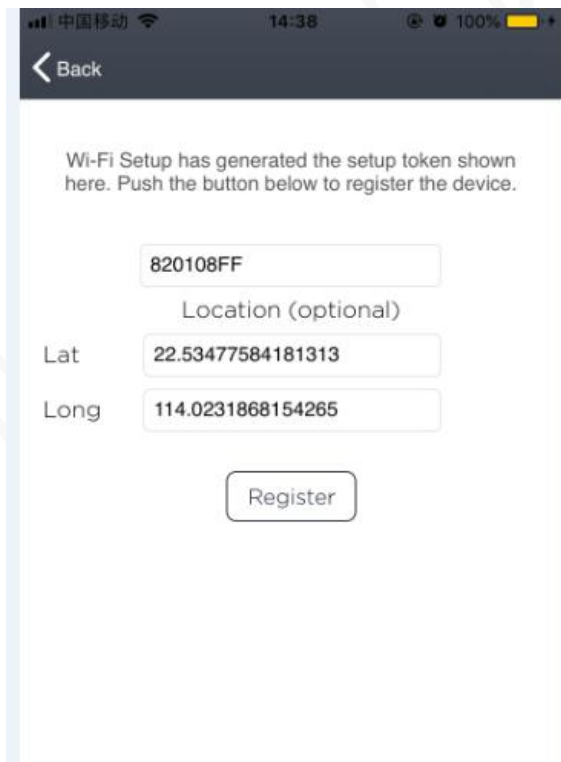 中国移动 14:38 100%
Back
Wi-Fi Setup has generated the setup token shown
here. Push the button below to register the device.
820108FF
Location (optional)
Lat 22.53477584181313
Long 114.0231868154265
Register